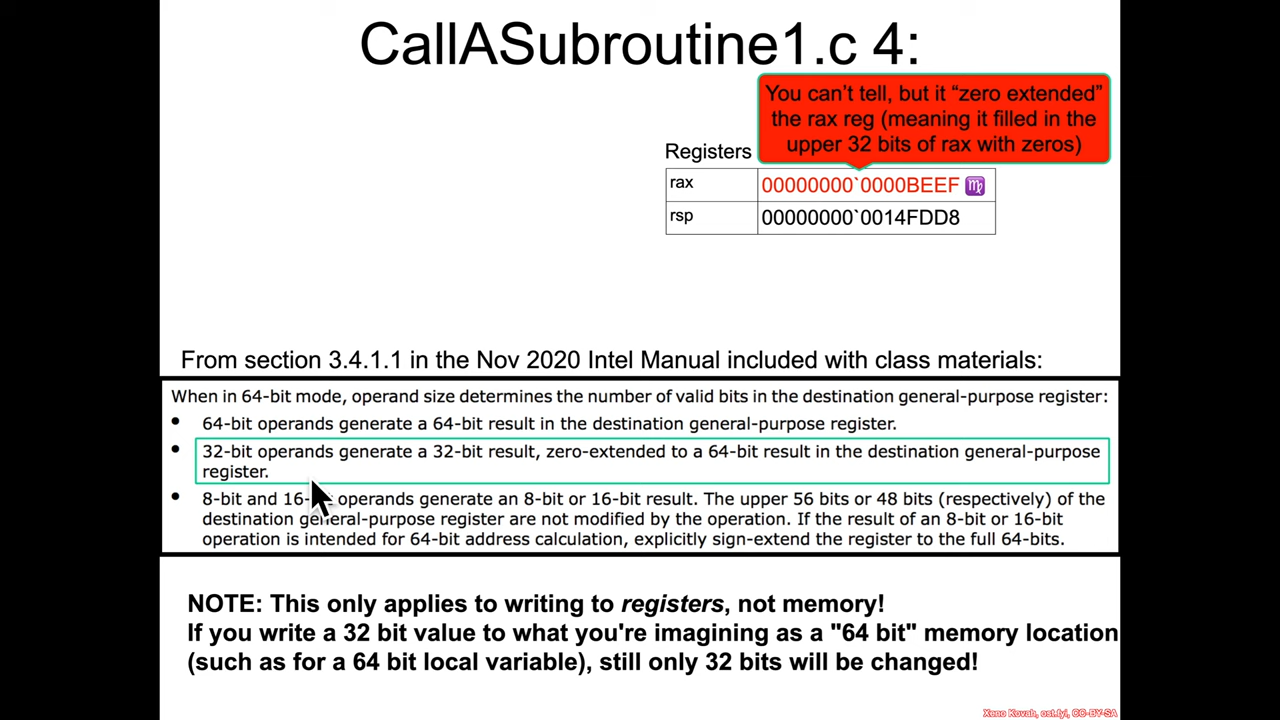 CallASubroutine1.c 4:
You can't tell, but it “zero extended”
the rax reg (meaning it filled in the
upper 32 bits of rax with zeros)
Registers
rax 00000000`0000BEEF ♍
rsp 00000000`0014FDD8
From section 3.4.1.1 in the Nov 2020 Intel Manual included with class materials:
When in 64-bit mode, operand size determines the number of valid bits in the destination general-purpose register:
• 64-bit operands generate a 64-bit result in the destination general-purpose register.
• 32-bit operands generate a 32-bit result, zero-extended to a 64-bit result in the destination general-purpose
register.
• 8-bit and 16-bit operands generate an 8-bit or 16-bit result. The upper 56 bits or 48 bits (respectively) of the
destination general-purpose register are not modified by the operation. If the result of an 8-bit or 16-bit
operation is intended for 64-bit address calculation, explicitly sign-extend the register to the full 64-bits.
NOTE: This only applies to writing to registers, not memory!
If you write a 32 bit value to what you're imagining as a "64 bit" memory location
(such as for a 64 bit local variable), still only 32 bits will be changed!
Xeno Kovah, ost.fyi, CC-BY-SA